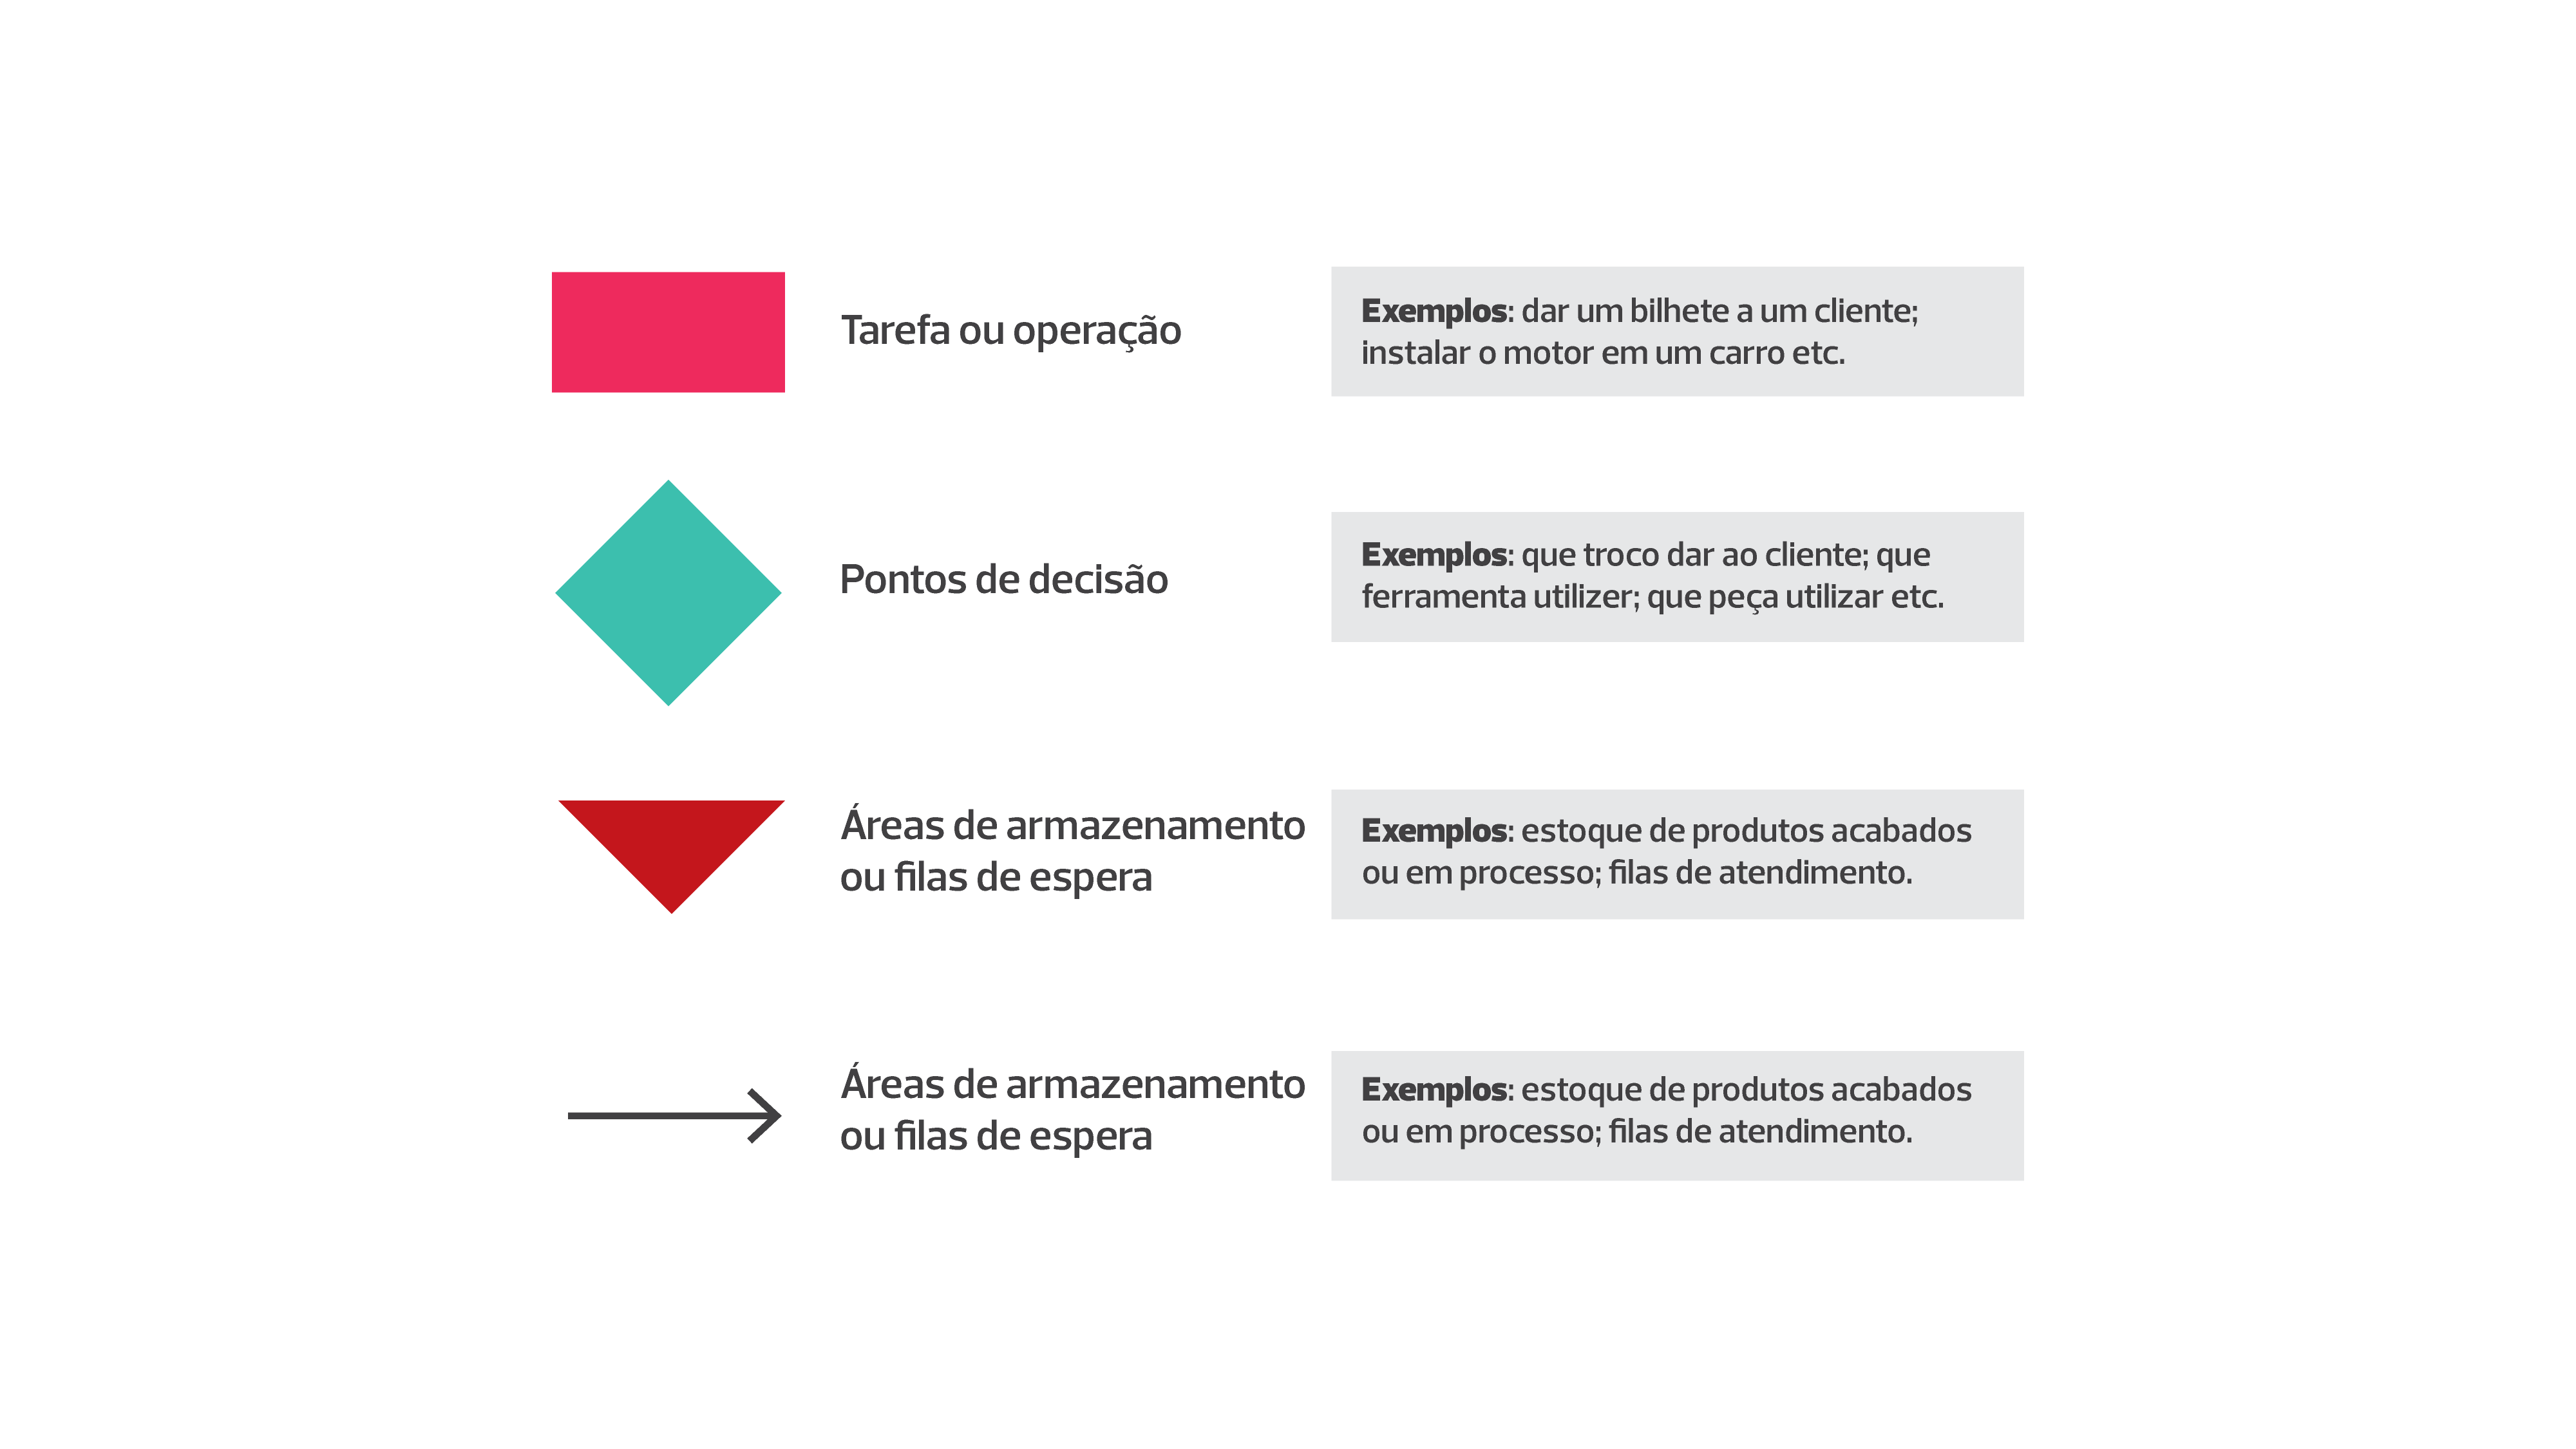 Tarefa ou operação
Exemplos: dar um bilhete a um cliente;
instalar o motor em um carro etc.
Pontos de decisão
Exemplos: que troco dar ao cliente; que
ferramenta utilizer; que peça utilizar etc.
Áreas de armazenamento
ou filas de espera
Exemplos: estoque de produtos acabados
ou em processo; filas de atendimento.
Áreas de armazenamento
ou filas de espera
Exemplos: estoque de produtos acabados
ou em processo; filas de atendimento.